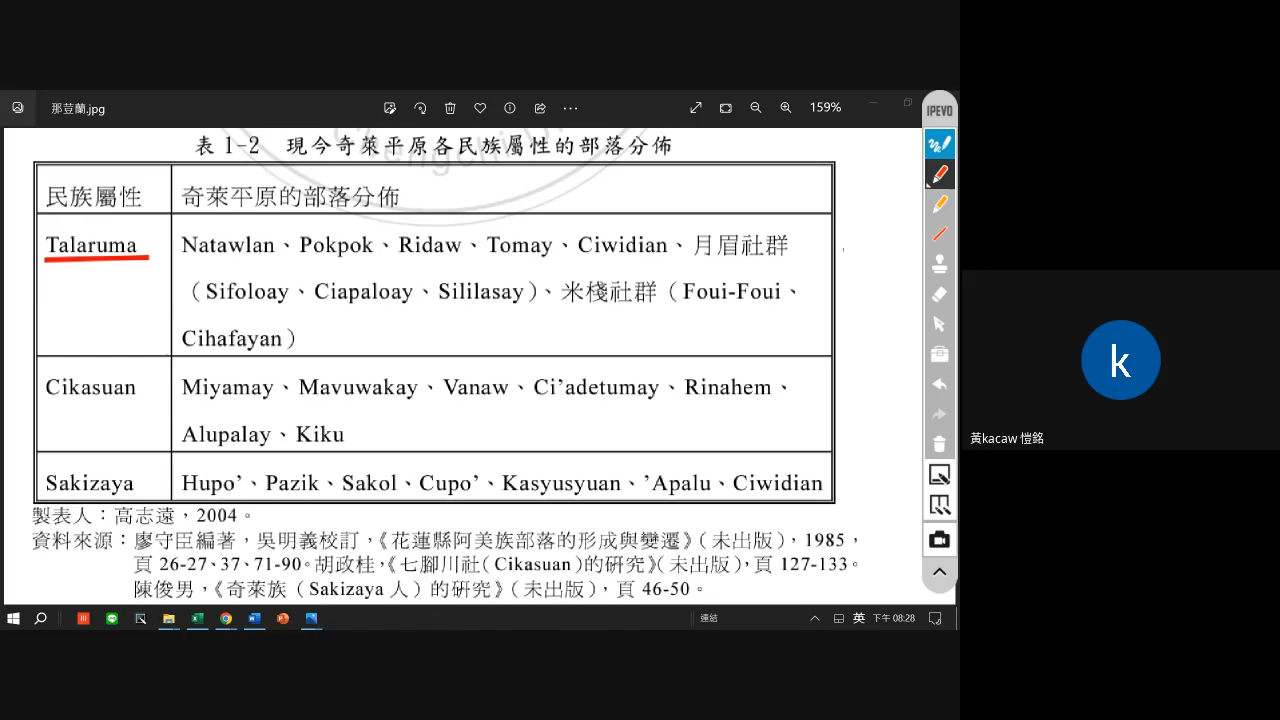 那荳蘭.jpg
159%
IPEVO
Chengchi Un
表 1-2 現今奇萊平原各民族屬性的部落分佈
民族屬性 奇萊平原的部落分佈
Talaruma Natawlan、Pokpok、Ridaw、Tomay、Ciwidian、月眉社群
（Sifoloay、Ciapaloay、Sililasay）、米棧社群（Foui-Foui、
Cihafayan）
Cikasuan Miyamay、Mavuwakay、Vanaw、Ci’adetumay、Rinahem、
Alupalay、Kiku
Sakizaya Hupo’、Pazik、Sakol、Cupo’、Kasyusyuan、’Apalu、Ciwidian
製表人：高志遠，2004。
資料來源：廖守臣編著，吳明義校訂，《花蓮縣阿美族部落的形成與變遷》（未出版），1985，
頁 26-27、37、71-90。胡政桂，《七腳川社（Cikasuan）的研究》（未出版），頁 127-133。
陳俊男，《奇萊族（Sakizaya 人）的研究》（未出版），頁 46-50。
k
黃kacaw 愷銘
連結
英
下午 08:28